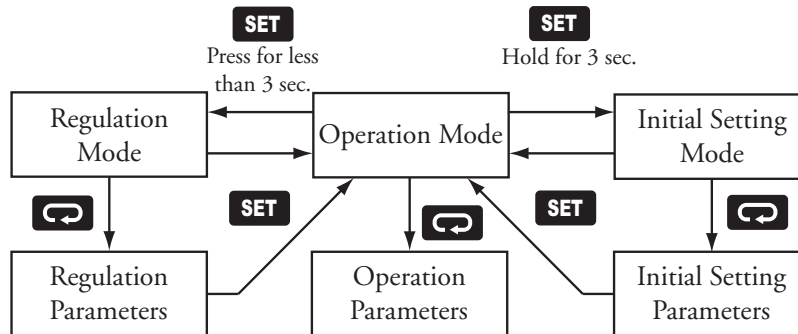 SET
Press for less
than 3 sec.
SET
Hold for 3 sec.
Regulation
Mode
Operation Mode
Initial Setting
Mode
SET
SET
Regulation
Parameters
Operation
Parameters
Initial Setting
Parameters